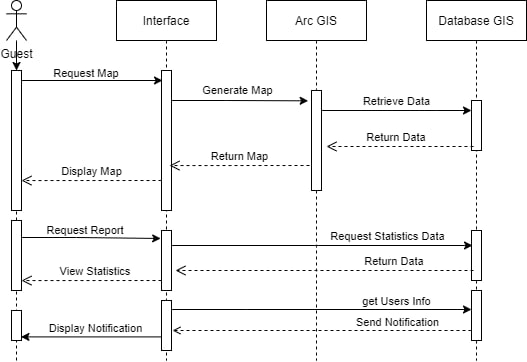 Interface
Arc GIS
Database GIS
Guest
Request Map
Generate Map
Retrieve Data
Return Data
Return Map
Display Map
Request Report
Request Statistics Data
Return Data
View Statistics
get Users Info
Send Notification
Display Notification